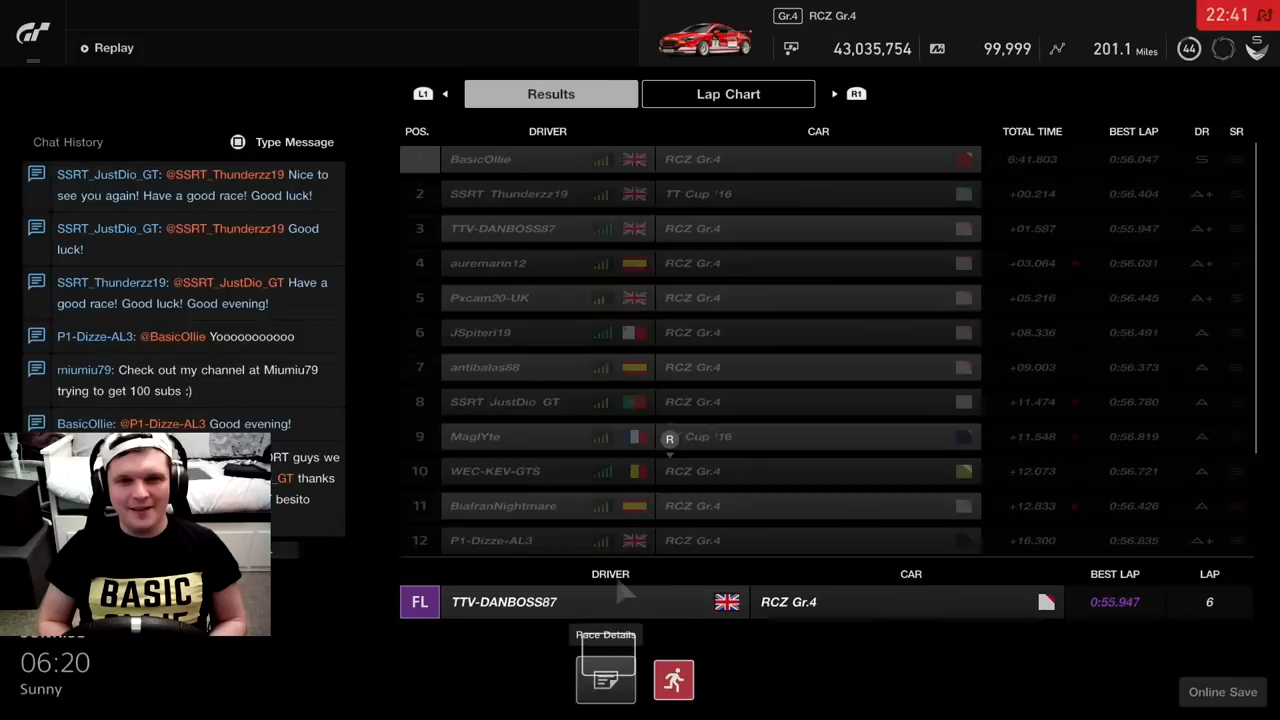 Replay
Gr.4 RCZ Gr.4
43,035,754
99,999
201.1 Miles
44
S
22:41
L1 Results Lap Chart R1
Chat History Type Message
SSRT_JustDio_GT: @SSRT_Thunderzz19 Nice to
see you again! Have a good race! Good luck!
SSRT_JustDio_GT: @SSRT_Thunderzz19 Good
luck!
SSRT_Thunderzz19: @SSRT_JustDio_GT Have a
good race! Good luck! Good evening!
P1-Dizze-AL3: @BasicOllie Yooooooooooo
miumiu79: Check out my channel at Miumiu79
trying to get 100 subs :)
BasicOllie: @P1-Dizze-AL3 Good evening!
guys we
_GT thanks
besito
POS. DRIVER CAR TOTAL TIME BEST LAP DR SR
BasicOllie RCZ Gr.4 6:41.803 0:56.047 S
2 SSRT_Thunderzz19 TT Cup '16 +00.214 0:56.404 A+
3 TTV-DANBOSS87 RCZ Gr.4 +01.587 0:55.947 A+
4 auremarin12 RCZ Gr.4 +03.064 0:56.031 A+
5 Pxcam20-UK RCZ Gr.4 +05.216 0:56.445 A+
6 JSpiteri19 RCZ Gr.4 +08.336 0:56.491 A
7 antibalas88 RCZ Gr.4 +09.003 0:56.373 A
8 SSRT_JustDio_GT RCZ Gr.4 +11.474 0:56.780 A
9 MaglYte R Cup '16 +11.548 0:56.819 A
10 WEC-KEV-GTS RCZ Gr.4 +12.073 0:56.721 A
11 BiafranNightmare RCZ Gr.4 +12.833 0:56.426 A
12 P1-Dizze-AL3 RCZ Gr.4 +16.300 0:56.835 A+
DRIVER CAR BEST LAP LAP
FL TTV-DANBOSS87 RCZ Gr.4 0:55.947 6
Race Details
BASIC
06:20
Sunny
Online Save